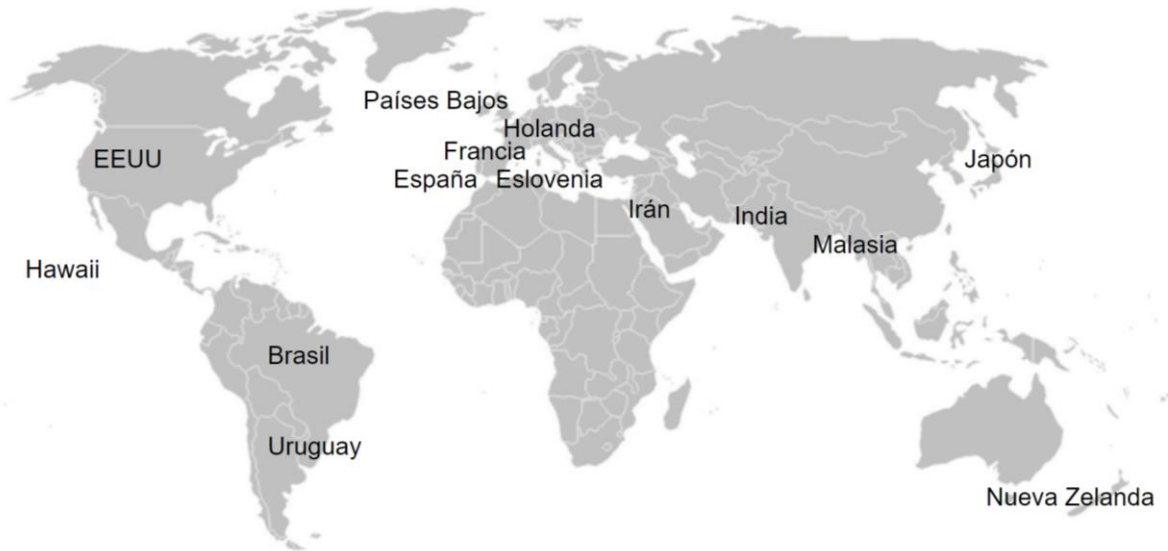 Países Bajos
Holanda
Francia
EEUU
Japón
España
Eslovenia
Irán
India
Malasia
Hawaii
Brasil
Uruguay
Nueva Zelanda